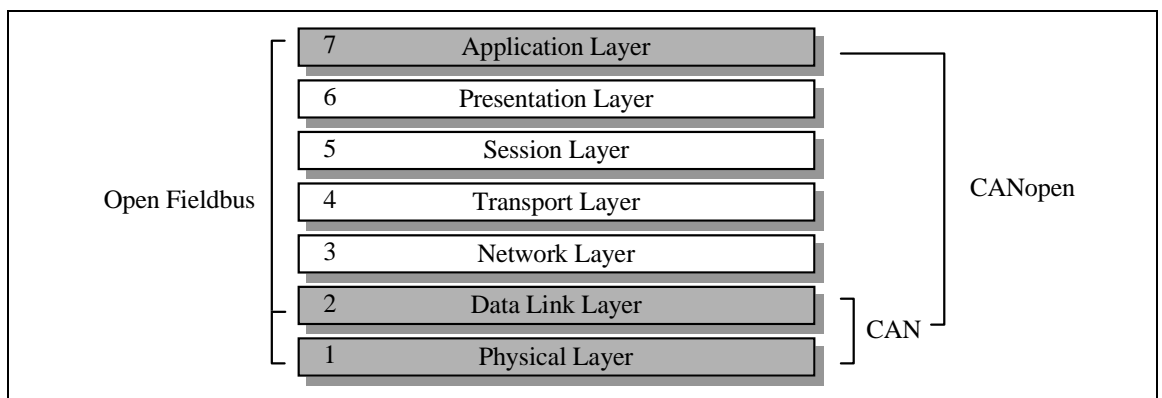 7 Application Layer
6 Presentation Layer
5 Session Layer
Open Fieldbus
4 Transport Layer
CANopen
3 Network Layer
2 Data Link Layer
CAN
1 Physical Layer